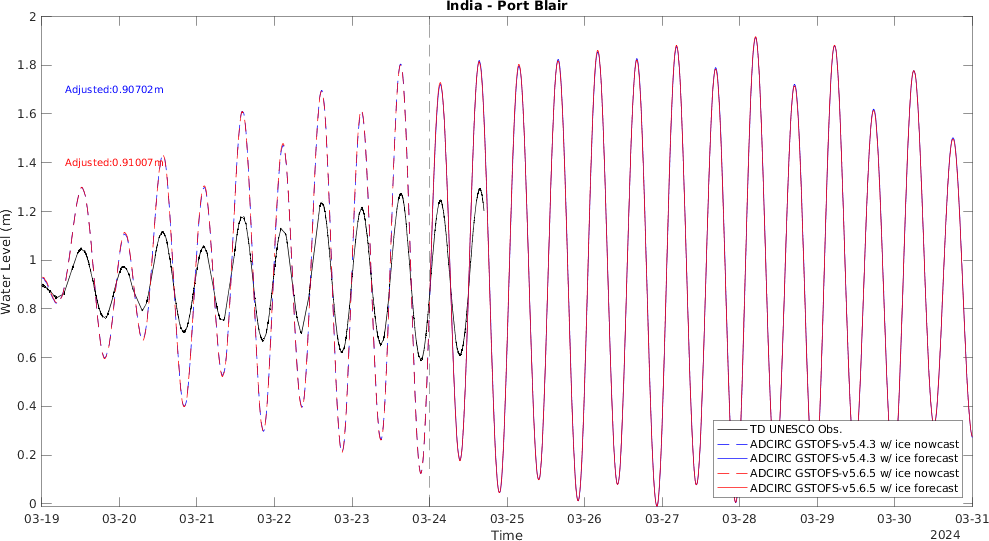 India - Port Blair
2
1.8
1.6
1.4
1.2
1
0.8
0.6
0.4
0.2
0
Water Level (m)
Adjusted:0.90702m
Adjusted:0.91007m
TD UNESCO Obs.
ADCIRC GSTOFS-v5.4.3 w/ ice nowcast
ADCIRC GSTOFS-v5.4.3 w/ ice forecast
ADCIRC GSTOFS-v5.6.5 w/ ice nowcast
ADCIRC GSTOFS-v5.6.5 w/ ice forecast
03-19 03-20 03-21 03-22 03-23 03-24 03-25 03-26 03-27 03-28 03-29 03-30 03-31
Time
2024